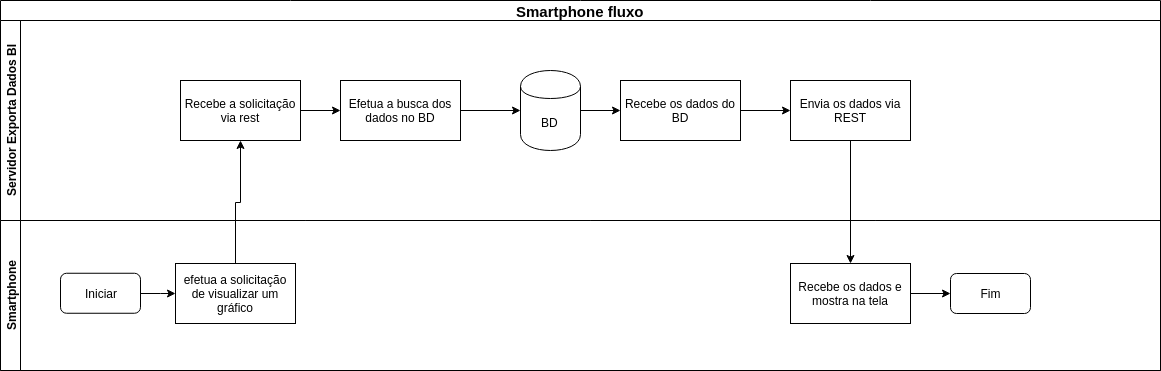 Smartphone fluxo
Servidor Exporta Dados BI
Recebe a solicitação
via rest
Efetua a busca dos
dados no BD
BD
Recebe os dados do
BD
Envia os dados via
REST
Smartphone
Iniciar
efetua a solicitação
de visualizar um
gráfico
Recebe os dados e
mostra na tela
Fim